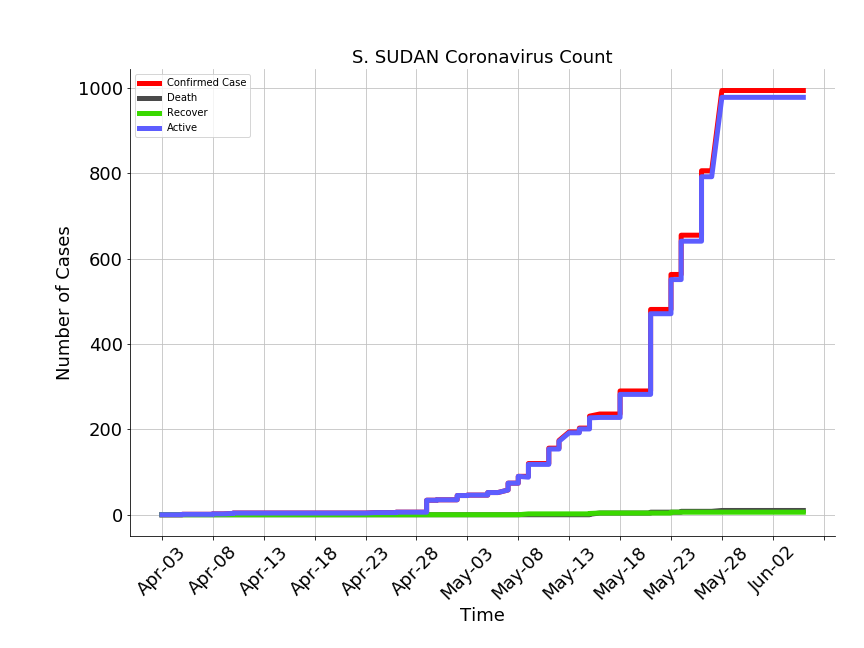 S. SUDAN Coronavirus Count
Confirmed Case
Death
Recover
Active
1000
800
600
400
200
0
Number of Cases
Apr-03
Apr-08
Apr-13
Apr-18
Apr-23
Apr-28
May-03
May-08
May-13
May-18
May-23
May-28
Jun-02
Time